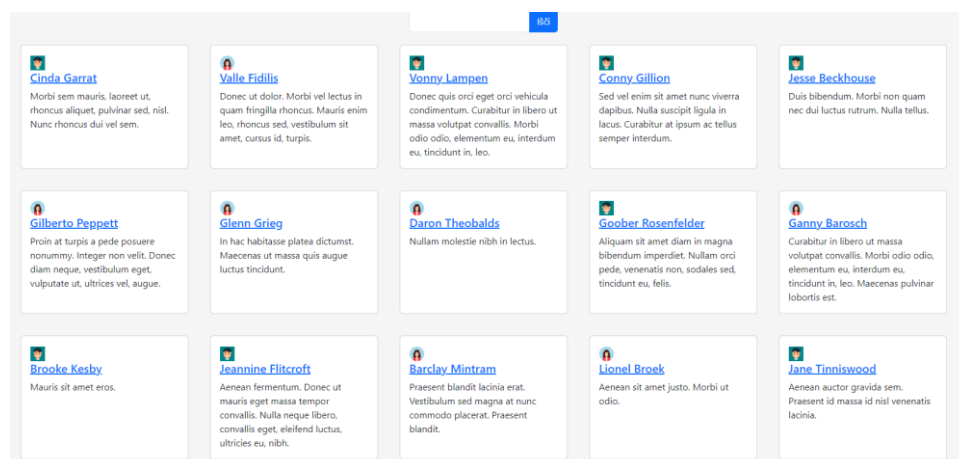 Išči
Cinda Garrat
Morbi sem mauris, laoreet ut,
rhoncus aliquet, pulvinar sed, nisl.
Nunc rhoncus dui vel sem.
Valle Fidilis
Donec ut dolor. Morbi vel lectus in
quam fringilla rhoncus. Mauris enim
leo, rhoncus sed, vestibulum sit
amet, cursus id, turpis.
Vonny Lampen
Donec quis orci eget orci vehicula
condimentum. Curabitur in libero ut
massa volutpat convallis. Morbi
odio odio, elementum eu, interdum
eu, tincidunt in, leo.
Conny Gillion
Sed vel enim sit amet nunc viverra
dapibus. Nulla suscipit ligula in
lacus. Curabitur at ipsum ac tellus
semper interdum.
Jesse Beckhouse
Duis bibendum. Morbi non quam
nec dui luctus rutrum. Nulla tellus.
Gilberto Peppett
Proin at turpis a pede posuere
nonummy. Integer non velit. Donec
diam neque, vestibulum eget,
vulputate ut, ultrices vel, augue.
Glenn Grieg
In hac habitasse platea dictumst.
Maecenas ut massa quis augue
luctus tincidunt.
Daron Theobalds
Nullam molestie nibh in lectus.
Goober Rosenfelder
Aliquam sit amet diam in magna
bibendum imperdiet. Nullam orci
pede, venenatis non, sodales sed,
tincidunt eu, felis.
Ganny Barosch
Curabitur in libero ut massa
volutpat convallis. Morbi odio odio,
elementum eu, interdum eu,
tincidunt in, leo. Maecenas pulvinar
lobortis est.
Brooke Kesby
Mauris sit amet eros.
Jeannine Flitcroft
Aenean fermentum. Donec ut
mauris eget massa tempor
convallis. Nulla neque libero,
convallis eget, eleifend luctus,
ultricies eu, nibh.
Barclay Mintram
Praesent blandit lacinia erat.
Vestibulum sed magna at nunc
commodo placerat. Praesent
blandit.
Lionel Broek
Aenean sit amet justo. Morbi ut
odio.
Jane Tinniswood
Aenean auctor gravida sem.
Praesent id massa id nisl venenatis
lacinia.